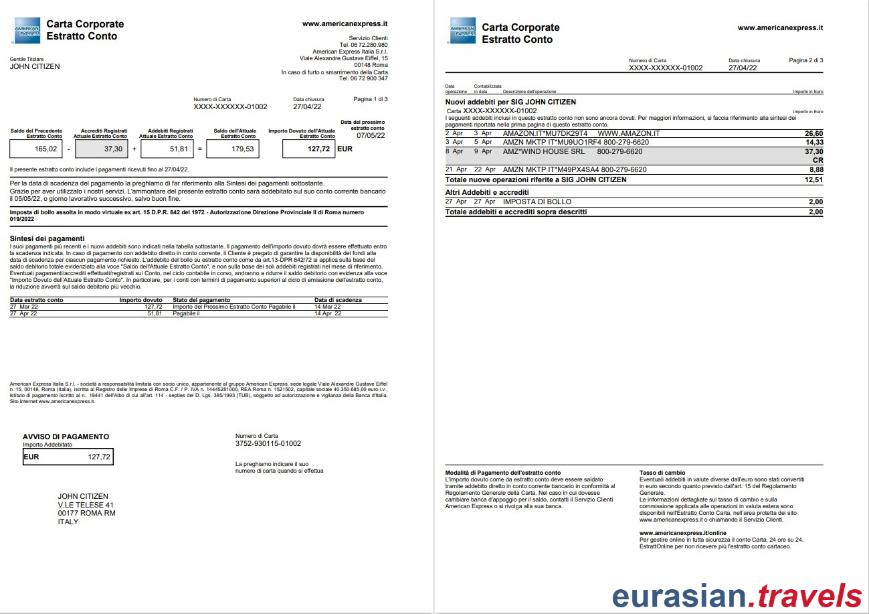 AMERICAN EXPRESS
Carta Corporate
Estratto Conto
www.americanexpress.it
Servizio Clienti
Tel. 06 72.280.980
American Express Italia S.r.l.
Viale Alexandre Gustave Eiffel, 15
00148 Roma
In caso di furto o smarrimento della Carta
Tel. 06 72 900 347
Gentile Titolare
JOHN CITIZEN
Numero di Carta
XXXX-XXXXXX-01002
Data chiusura
27/04/22
Pagina 1 di 3
Data del prossimo
estratto conto
07/05/22
Saldo del Precedente
Estratto Conto
Accrediti Registrati
Attuale Estratto Conto
Addebiti Registrati
Attuale Estratto Conto
Saldo dell'Attuale
Estratto Conto
Importo Dovuto dell'Attuale
Estratto Conto
165,02 - 37,30 + 51,81 = 179,53 127,72 EUR
Il presente estratto conto include i pagamenti ricevuti fino al 27/04/22.
Per la data di scadenza del pagamento la preghiamo di far riferimento alla Sintesi dei pagamenti sottostante.
Grazie per aver utilizzato i nostri servizi. L'ammontare del presente estratto conto sarà addebitato sul suo conto corrente bancario
il 05/05/22, o giorno lavorativo successivo, salvo buon fine.
Imposta di bollo assolta in modo virtuale ex art. 15 D.P.R. 642 del 1972 - Autorizzazione Direzione Provinciale II di Roma numero
019/2022
Sintesi dei pagamenti
I suoi pagamenti più recenti e i nuovi addebiti sono indicati nella tabella sottostante. Il pagamento dell'importo dovuto dovrà essere effettuato entro
la scadenza indicata. In caso di pagamento con addebito diretto in conto corrente, il Cliente è pregato di garantire la disponibilità dei fondi alla
data di scadenza per ciascun pagamento richiesto. L'addebito del bollo su estratto conto come da art.13-DPR 642/72 si applica sulla base del
saldo debitorio totale evidenziato alla voce "Saldo dell'Attuale Estratto Conto", e non sulla base dei soli addebiti registrati nel mese di riferimento.
Eventuali pagamenti/accrediti effettuati/registrati sul Conto, nel ciclo contabile in corso, andranno a ridurre il saldo debitorio con evidenza alla voce
"Importo Dovuto dell'Attuale Estratto Conto". In particolare, per i conti con termini di pagamento superiori al ciclo di emissione dell'estratto conto,
la riduzione avverrà sul saldo debitorio più vecchio.
Data estratto conto Importo dovuto Stato del pagamento Data di scadenza
27 Mar 22 127,72 Importo del Prossimo Estratto Conto Pagabile il 14 Mar 22
27 Apr 22 51,81 Pagabile il 14 Apr 22
American Express Italia S.r.l. - società a responsabilità limitata con socio unico, appartenente al gruppo American Express, sede legale Viale Alexandre Gustave Eiffel
n. 15, 00148, Roma (Italia), iscritta al Registro delle Imprese di Roma C.F. / P. IVA n. 14445281000, REA Roma n. 1521502, capitale sociale
Istituto di pagamento iscritto al n. 19441 dell'Albo di cui all'art. 114 - septies del D. Lgs. 385/1993 (TUB), soggetto ad autorizzazione e vigilanza della Banca d'Italia.
Sito Internet www.americanexpress.it.
AVVISO DI PAGAMENTO
Importo Addebitato
EUR 127,72
Numero di Carta
3752-930115-01002
La preghiamo indicare il suo
numero di carta quando si effettua
JOHN CITIZEN
V.LE TELESE 41
00177 ROMA RM
ITALY
AMERICAN EXPRESS
Carta Corporate
Estratto Conto
www.americanexpress.it
Numero di Carta
XXXX-XXXXXX-01002
Data chiusura
27/04/22
Pagina 2 di 3
Data
operazione
Contabilizzata
in data
Descrizione dell'operazione
Importo in Euro
Nuovi addebiti per SIG JOHN CITIZEN
Carta XXXX-XXXXXX-01002
Importo in Euro
I seguenti addebiti inclusi in questo estratto conto non sono ancora dovuti. Per maggiori informazioni, si faccia riferimento alla sintesi dei
pagamenti riportata nella prima pagina di questo estratto conto.
2 Apr 3 Apr AMAZON.IT*MU7DK29T4 WWW.AMAZON.IT 26,60
3 Apr 5 Apr AMZN MKTP IT*MU9UO1RF4 800-279-6620 14,33
8 Apr 9 Apr AMZ*WIND HOUSE SRL 800-279-6620 37,30
CR
21 Apr 22 Apr AMZN MKTP IT*M49PX4SA4 800-279-6620 8,88
Totale nuove operazioni riferite a SIG JOHN CITIZEN 12,51
Altri Addebiti e accrediti
27 Apr 27 Apr IMPOSTA DI BOLLO 2,00
Totale addebiti e accrediti sopra descritti 2,00
Modalità di Pagamento dell'estratto conto
L'importo dovuto come da estratto conto deve essere saldato
tramite addebito diretto in conto corrente bancario in conformità al
Regolamento Generale della Carta. Nel caso in cui dovesse
cambiare banca d'appoggio per il saldo, contatti il Servizio Clienti
American Express o si rivolga alla sua banca.
Tasso di cambio
Eventuali addebiti in valute diverse dall'euro sono stati convertiti
in euro secondo quanto previsto dall'art. 15 del Regolamento
Generale.
Le informazioni dettagliate sul tasso di cambio e sulla
commissione applicata alle operazioni in valuta estera sono
disponibili nell'Estratto Conto Carta, nell'area protetta del sito
www.americanexpress.it o chiamando il Servizio Clienti.
www.americanexpress.it/online
Per gestire online in tutta sicurezza il conto Carta, 24 ore su 24.
EstrattOnline per non ricevere più l'estratto conto cartaceo.
eurasian.travels